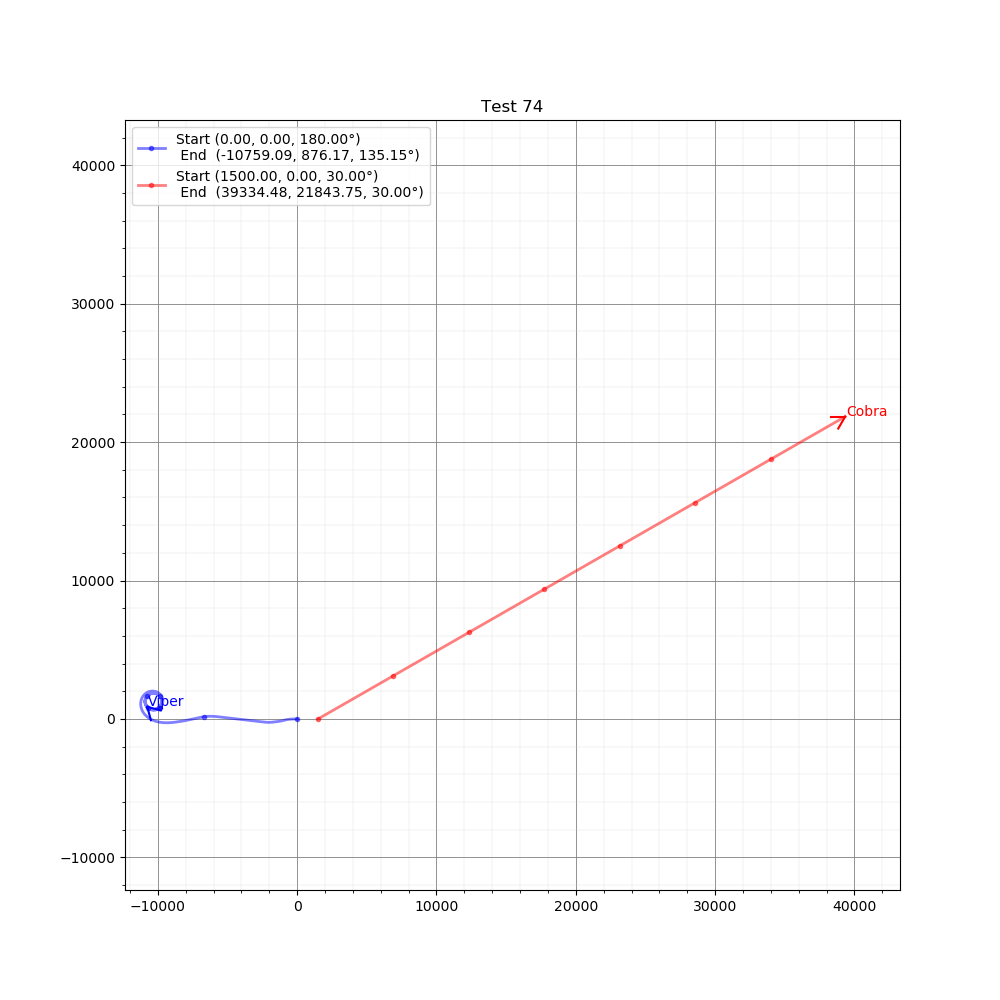 Test 74
Start (0.00, 0.00, 180.00°)
End (-10759.09, 876.17, 135.15°)
Start (1500.00, 0.00, 30.00°)
End (39334.48, 21843.75, 30.00°)
40000
30000
20000
10000
0
−10000
Cobra
Viper
−10000 0 10000 20000 30000 40000